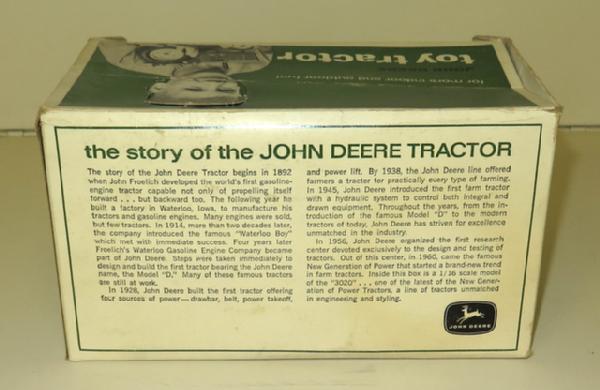 toy tractor
JOHN DEERE
for more indoor and outdoor fun!
the story of the JOHN DEERE TRACTOR
The story of the John Deere Tractor begins in 1892
when John Froelich developed the world's first gasoline-
engine tractor capable not only of propelling itself
forward . . . but backward too. The following year he
built a factory in Waterloo, Iowa, to manufacture his
tractors and gasoline engines. Many engines were sold,
but few tractors. In 1914, more than two decades later,
the company introduced the famous "Waterloo Boy"
which met with immediate success. Four years later
Froelich's Waterloo Gasoline Engine Company became
part of John Deere. Steps were taken immediately to
design and build the first tractor bearing the John Deere
name, the Model "D." Many of these famous tractors
are still at work.
In 1928, John Deere built the first tractor offering
four sources of power—drawbar, belt, power takeoff,
and power lift. By 1938, the John Deere line offered
farmers a tractor for practically every type of farming.
In 1945, John Deere introduced the first farm tractor
with a hydraulic system to control both integral and
drawn equipment. Throughout the years, from the in-
troduction of the famous Model "D" to the modern
tractors of today, John Deere has striven for excellence
unmatched in the industry.
In 1956, John Deere organized the first research
center devoted exclusively to the design and testing of
tractors. Out of this center, in 1960, came the famous
New Generation of Power that started a brand-new trend
in farm tractors. Inside this box is a 1/16 scale model
of the "3020" . . . one of the latest of the New Gener-
ation of Power Tractors, a line of tractors unmatched
in engineering and styling.
JOHN DEERE